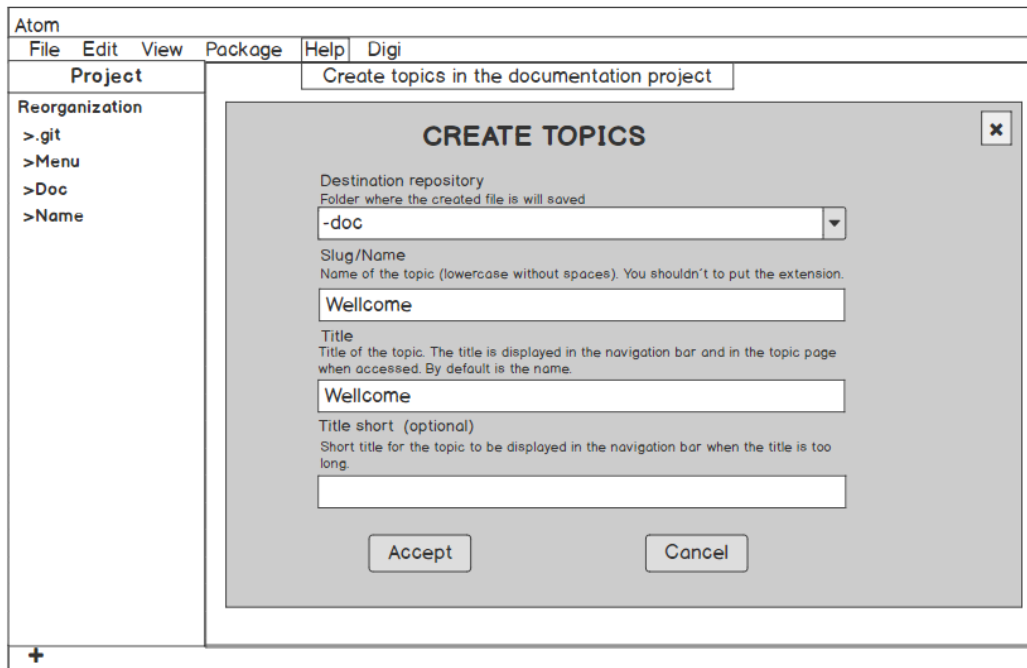 Atom
File Edit View Package Help Digi
Project
Create topics in the documentation project
Reorganization
>.git
>Menu
>Doc
>Name
CREATE TOPICS
Destination repository
Folder where the created file is will saved
-doc
Slug/Name
Name of the topic (lowercase without spaces). You shouldn´t to put the extension.
Wellcome
Title
Title of the topic. The title is displayed in the navigation bar and in the topic page
when accessed. By default is the name.
Wellcome
Title short (optional)
Short title for the topic to be displayed in the navigation bar when the title is too
long.
Accept Cancel